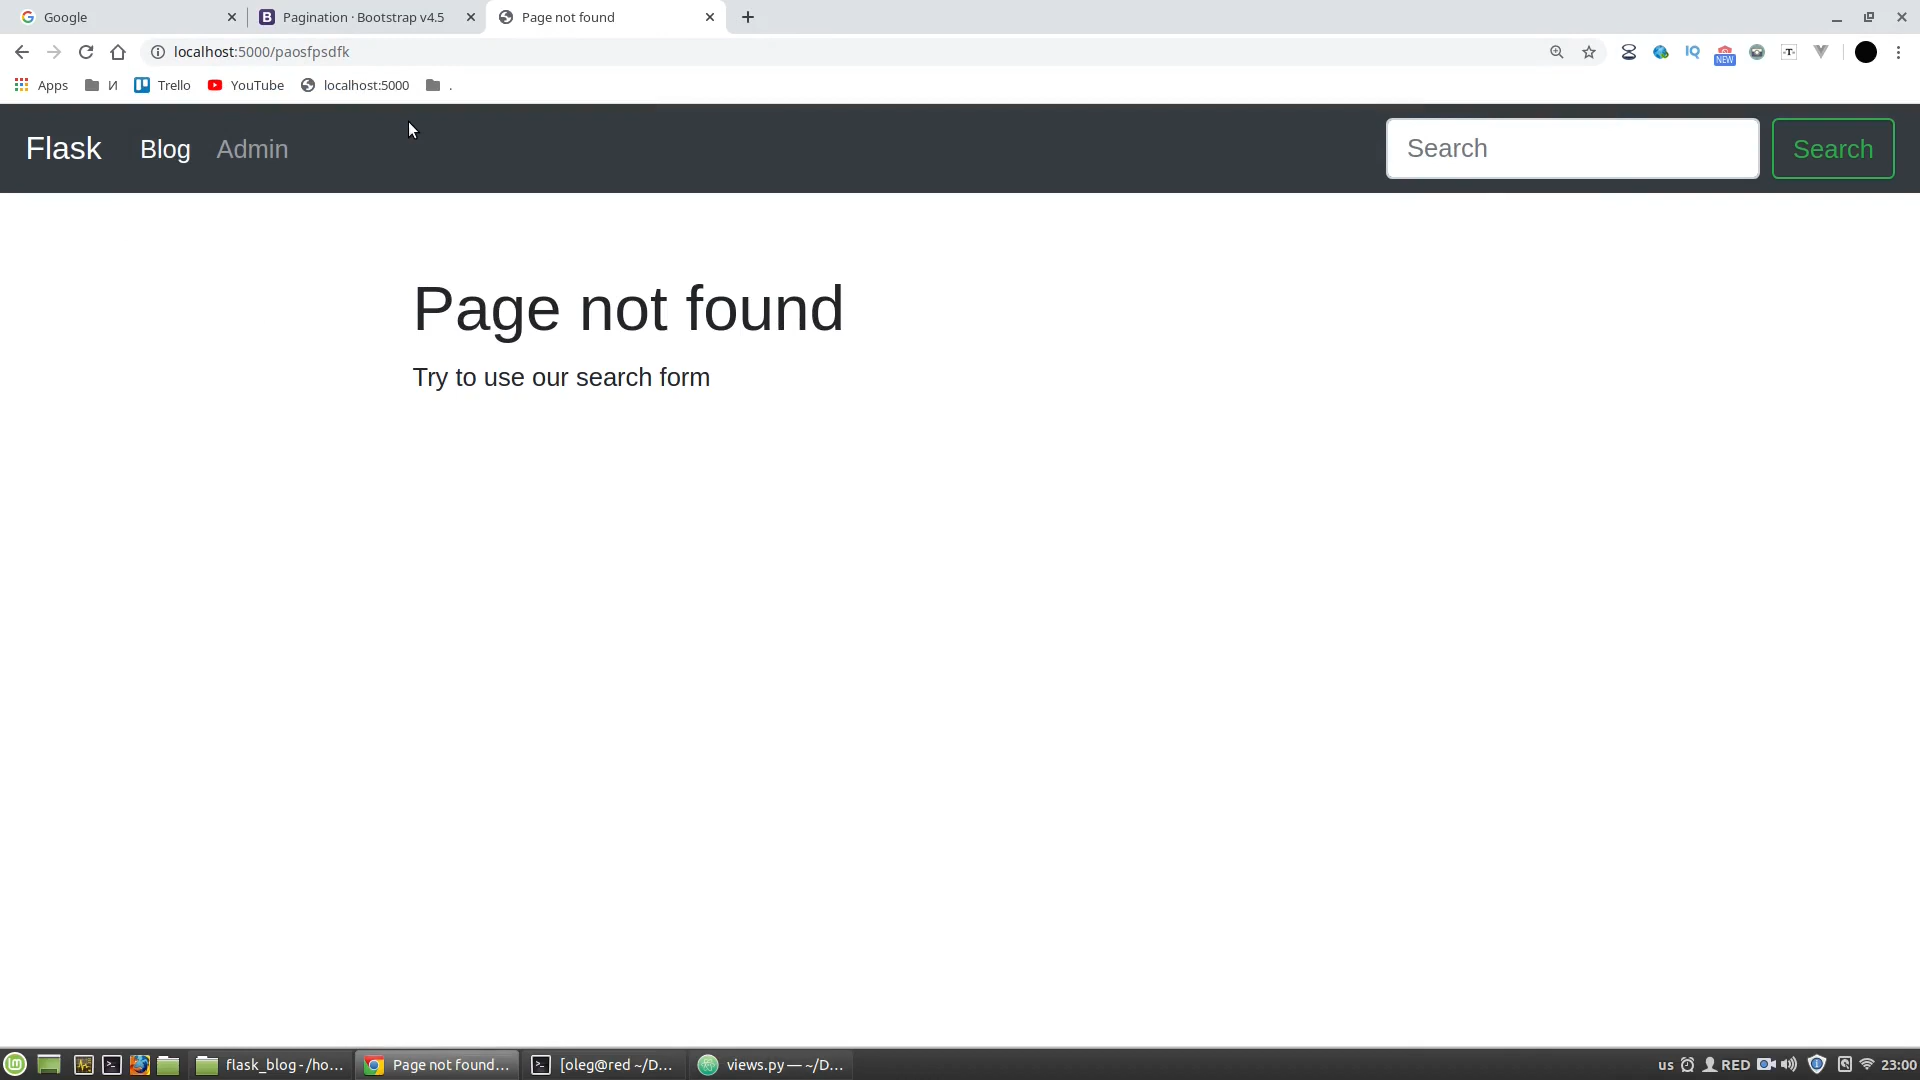 Google
Pagination · Bootstrap v4.5
Page not found
localhost:5000/paosfpsdfk
IQ
NEW
-T-
Apps
И
Trello
YouTube
localhost:5000
.
Flask
Blog
Admin
Search
Search
Page not found
Try to use our search form
flask_blog - /ho...
Page not found...
[oleg@red ~/D...
views.py — ~/D...
us
RED
23:00